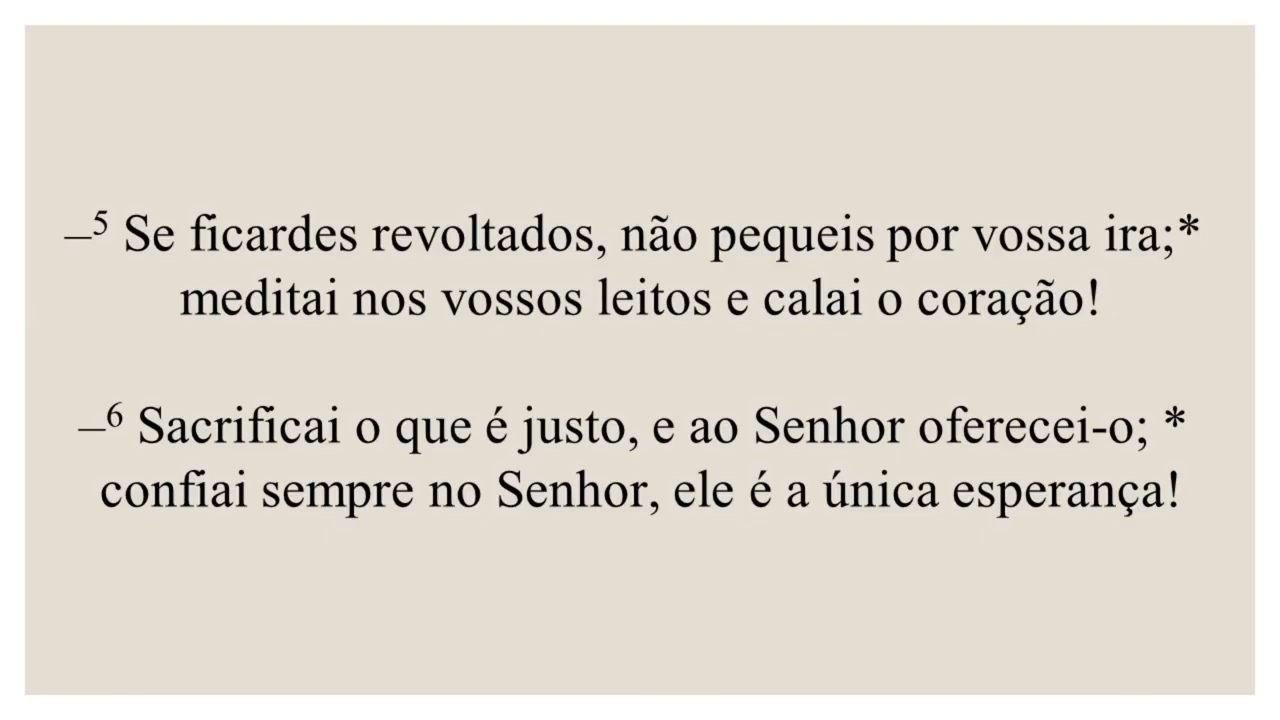 –⁵ Se ficardes revoltados, não pequeis por vossa ira;*
meditai nos vossos leitos e calai o coração!
–⁶ Sacrificai o que é justo, e ao Senhor oferecei-o; *
confiai sempre no Senhor, ele é a única esperança!